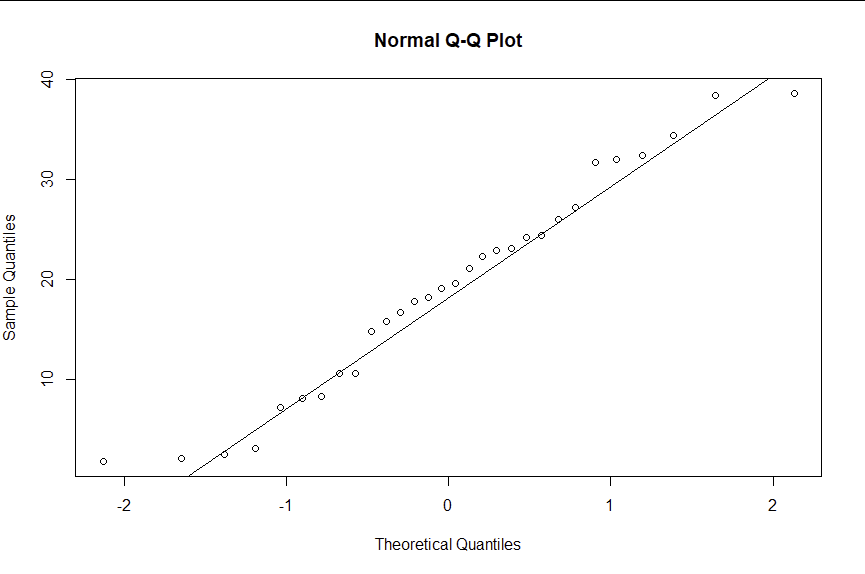 Normal Q-Q Plot
Sample Quantiles
40
30
20
10
-2 -1 0 1 2
Theoretical Quantiles